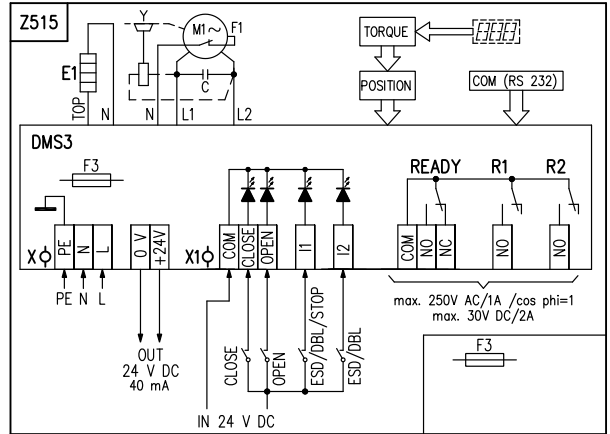 Z515
Y
M1~
F1
TORQUE
E1
C
POSITION
COM (RS 232)
TOP
N
N
L1
L2
DMS3
F3
READY
R1
R2
X
PE
N
L
0 V
+24V
X1
COM
CLOSE
OPEN
I1
I2
COM
NO
NC
NO
NO
PE N L
max. 250V AC/1A /cos phi=1
max. 30V DC/2A
OUT
24 V DC
40 mA
CLOSE
OPEN
ESD/DBL/STOP
ESD/DBL
F3
IN 24 V DC